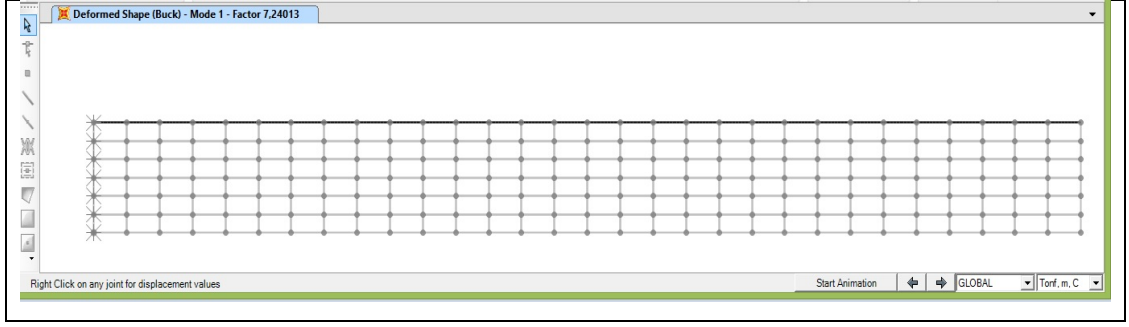 Deformed Shape (Buck) - Mode 1 - Factor 7,24013
Right Click on any joint for displacement values
Start Animation
GLOBAL
Tonf, m, C